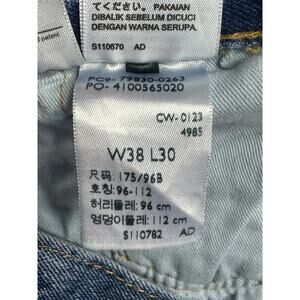 てください。PAKAIAN
DIBALIK SEBELUM DICUCI
DENGAN WARNA SERUPA.
patent
S110670 AD
PC9- 79830-0263
PO- 4100565020
CW-0123
4985
W38 L30
尺码: 175/96B
호칭: 96-112
허리둘레: 96 cm
엉덩이둘레: 112 cm
S110782 AD